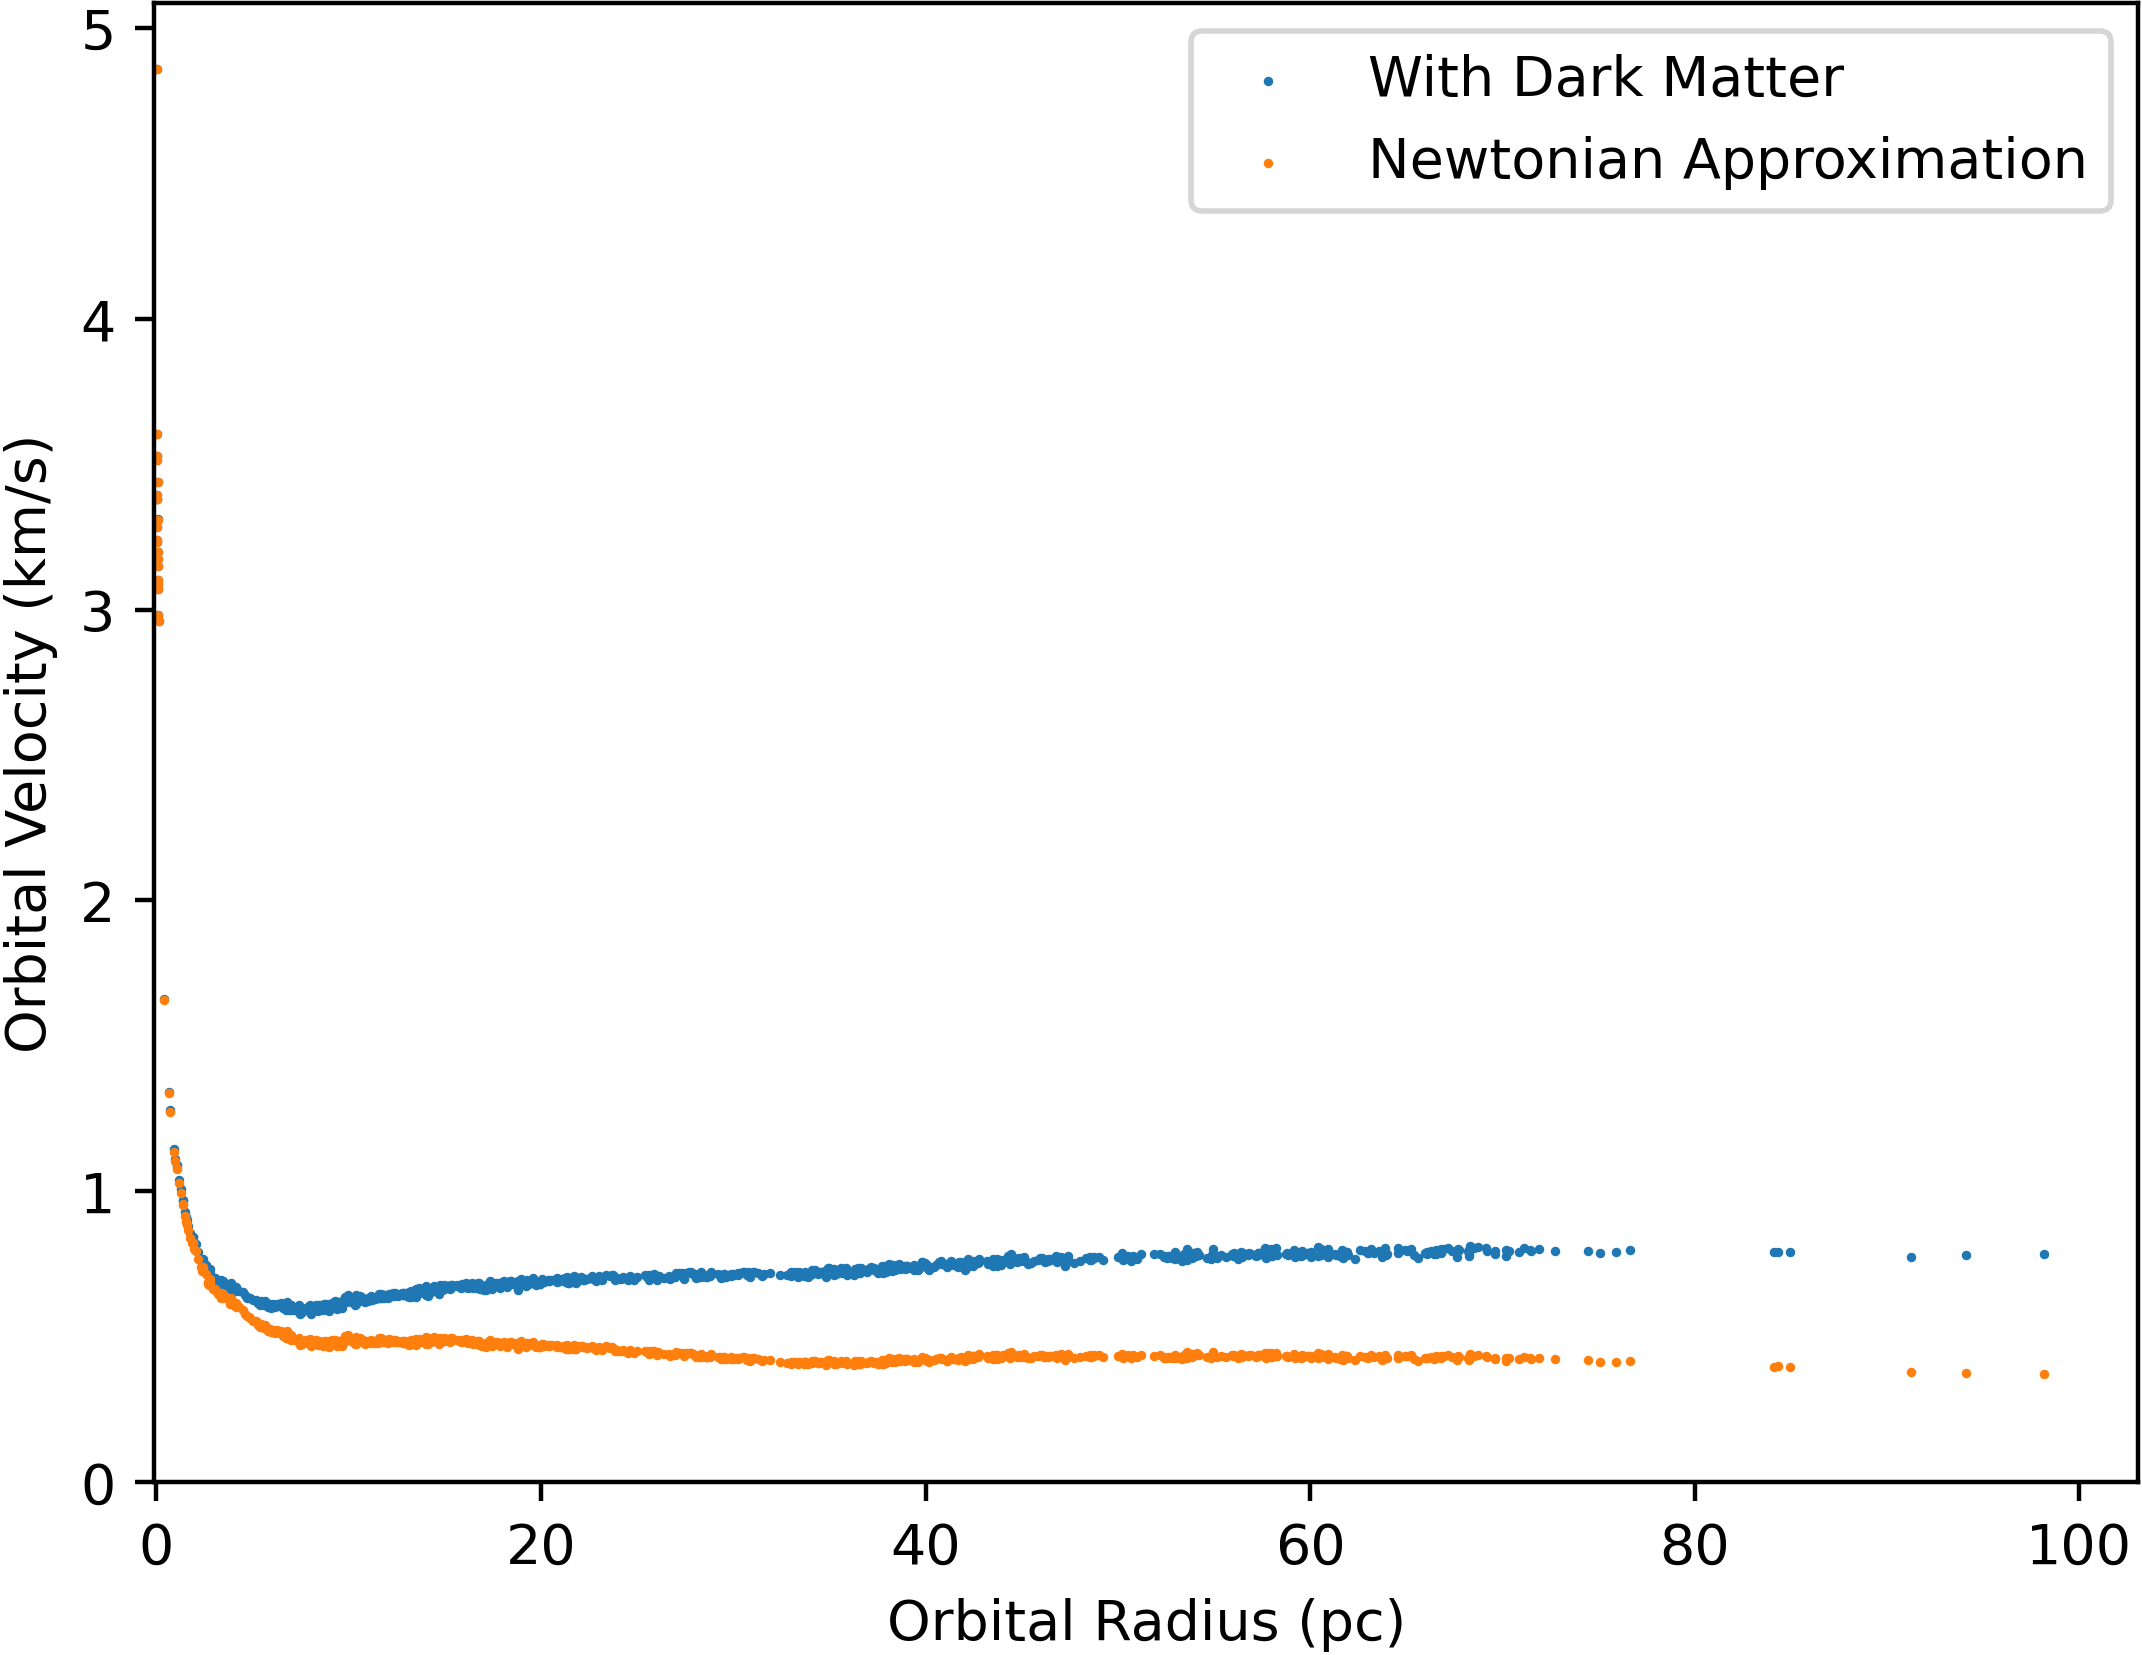 With Dark Matter
Newtonian Approximation
5
4
3
2
1
0
Orbital Velocity (km/s)
0 20 40 60 80 100
Orbital Radius (pc)